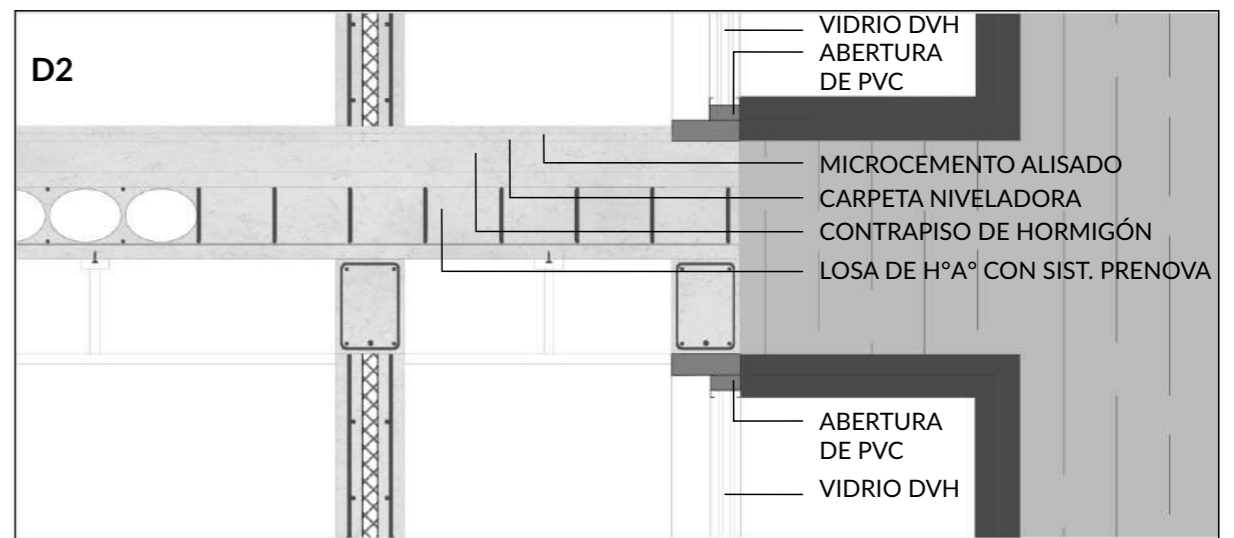 D2
VIDRIO DVH
ABERTURA
DE PVC
MICROCEMENTO ALISADO
CARPETA NIVELADORA
CONTRAPISO DE HORMIGÓN
LOSA DE H°A° CON SIST. PRENOVA
ABERTURA
DE PVC
VIDRIO DVH